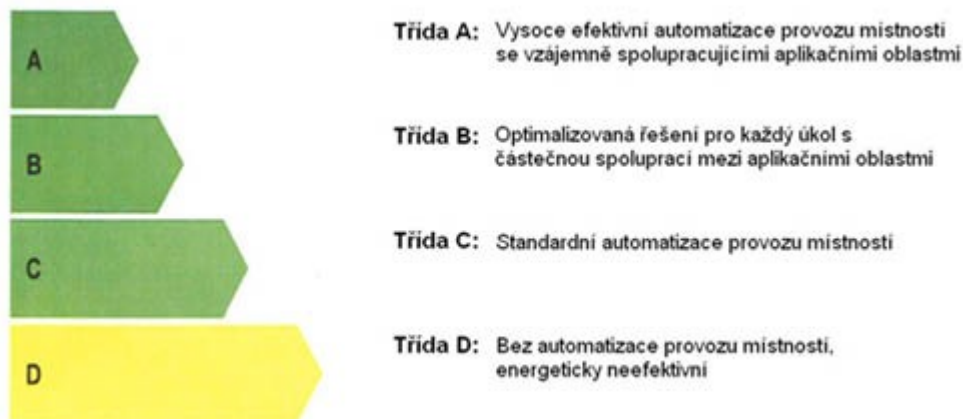 A
Třída A: Vysoce efektivní automatizace provozu místností
se vzájemně spolupracujícími aplikačními oblastmi
B
Třída B: Optimalizovaná řešení pro každý úkol s
částečnou spoluprací mezi aplikačními oblastmi
C
Třída C: Standardní automatizace provozu místností
D
Třída D: Bez automatizace provozu místností,
energeticky neefektivní